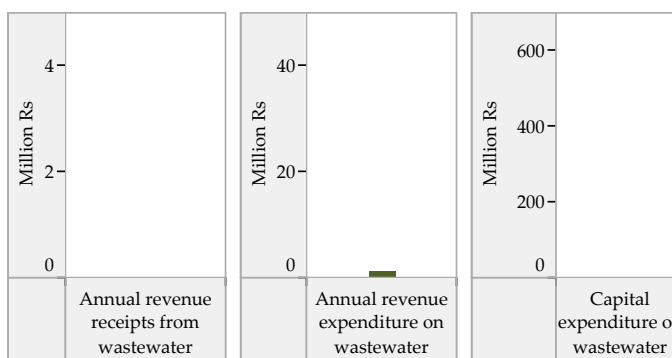 4
2
0
Million Rs
Annual revenue
receipts from
wastewater
40
20
0
Million Rs
Annual revenue
expenditure on
wastewater
600
400
200
0
Million Rs
Capital
expenditure o
wastewater